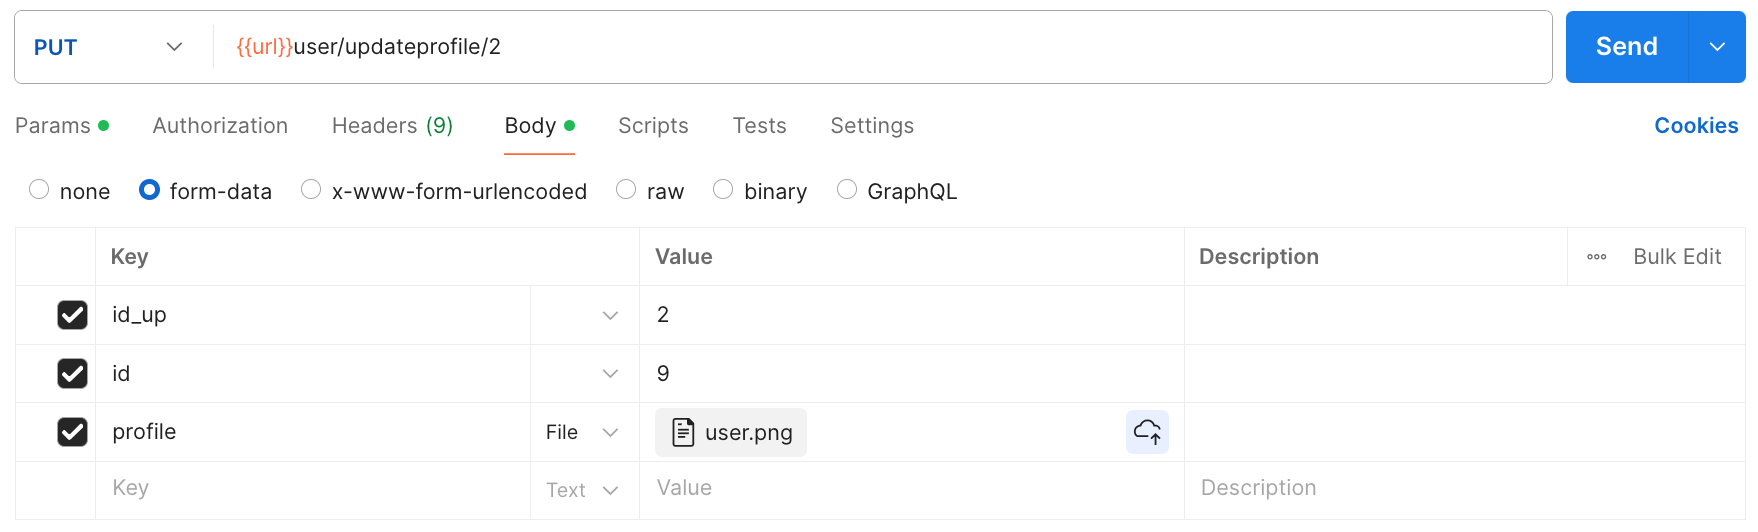 PUT {{url}}user/updateprofile/2 Send
Params Authorization Headers (9) Body Scripts Tests Settings Cookies
none form-data x-www-form-urlencoded raw binary GraphQL
Key Value Description Bulk Edit
id_up 2
id 9
profile File user.png
Key Text Value Description